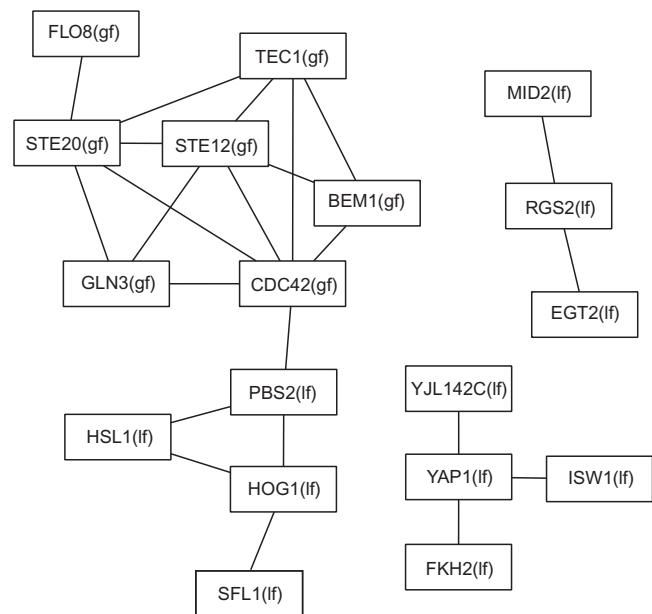 FLO8(gf)
TEC1(gf)
MID2(lf)
STE20(gf)
STE12(gf)
BEM1(gf)
RGS2(lf)
GLN3(gf)
CDC42(gf)
EGT2(lf)
PBS2(lf)
YJL142C(lf)
HSL1(lf)
HOG1(lf)
YAP1(lf)
ISW1(lf)
SFL1(lf)
FKH2(lf)